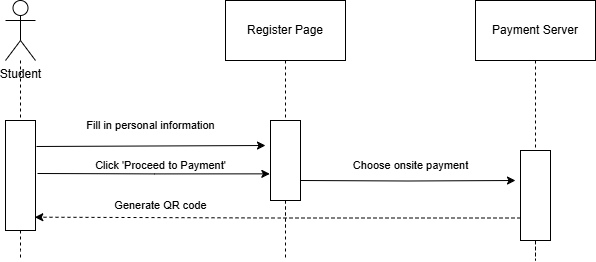 Register Page
Payment Server
Student
Fill in personal information
Click 'Proceed to Payment'
Choose onsite payment
Generate QR code